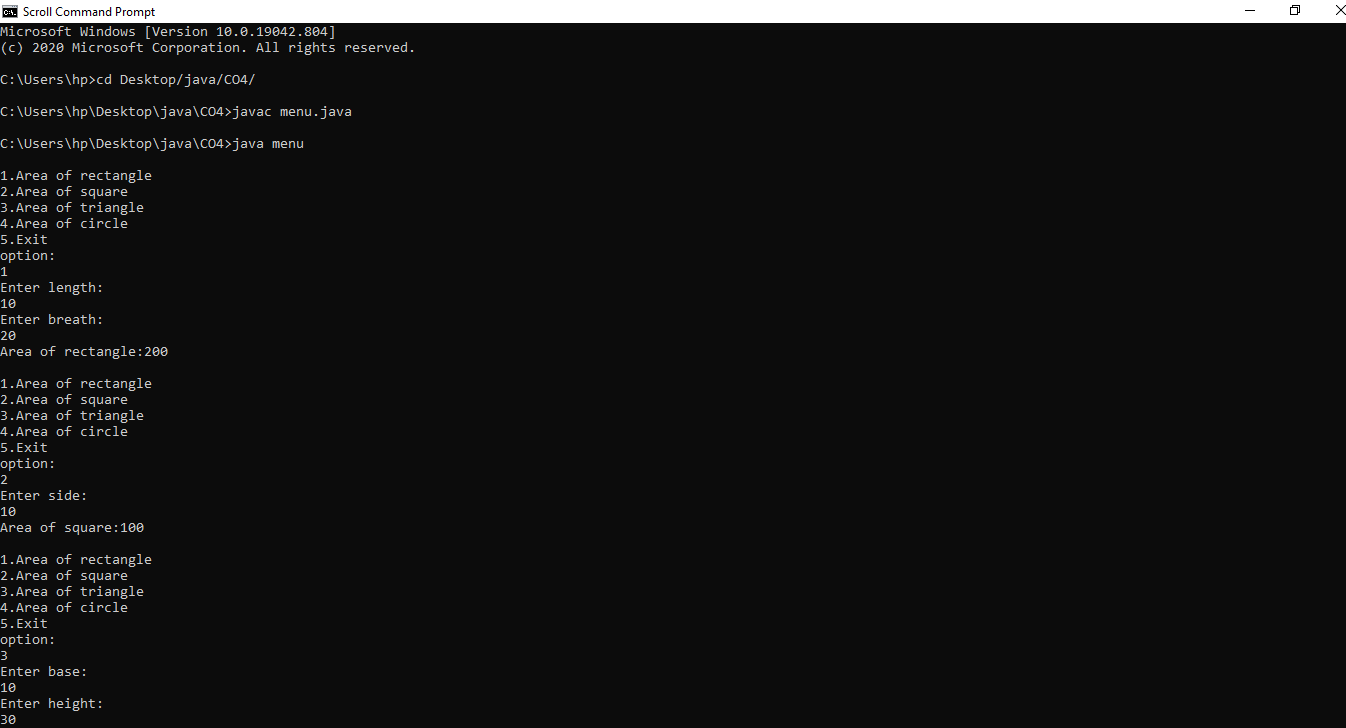 Scroll Command Prompt
Microsoft Windows [Version 10.0.19042.804]
(c) 2020 Microsoft Corporation. All rights reserved.
C:\Users\hp>cd Desktop/java/CO4/
C:\Users\hp\Desktop\java\CO4>javac menu.java
C:\Users\hp\Desktop\java\CO4>java menu
1.Area of rectangle
2.Area of square
3.Area of triangle
4.Area of circle
5.Exit
option:
1
Enter length:
10
Enter breath:
20
Area of rectangle:200
1.Area of rectangle
2.Area of square
3.Area of triangle
4.Area of circle
5.Exit
option:
2
Enter side:
10
Area of square:100
1.Area of rectangle
2.Area of square
3.Area of triangle
4.Area of circle
5.Exit
option:
3
Enter base:
10
Enter height:
30